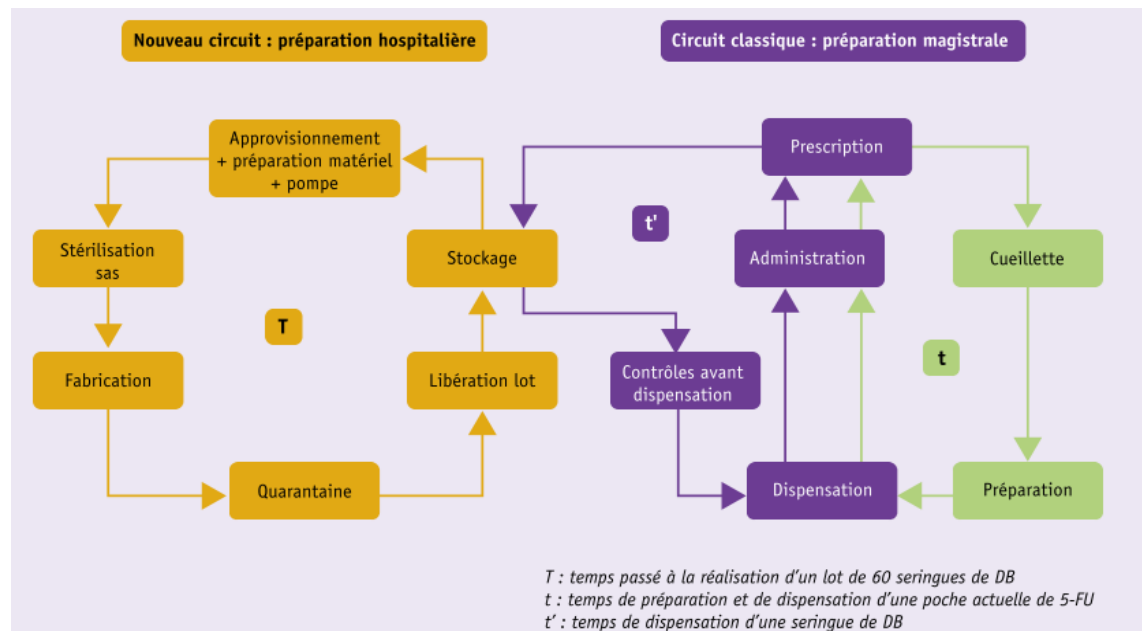 Nouveau circuit : préparation hospitalière
Circuit classique : préparation magistrale
Approvisionnement
+ préparation matériel
+ pompe
Prescription
t'
Stérilisation
sas
Stockage
Administration
Cueillette
T
t
Fabrication
Libération lot
Contrôles avant
dispensation
Quarantaine
Dispensation
Préparation
T : temps passé à la réalisation d'un lot de 60 seringues de DB
t : temps de préparation et de dispensation d'une poche actuelle de 5-FU
t' : temps de dispensation d'une seringue de DB